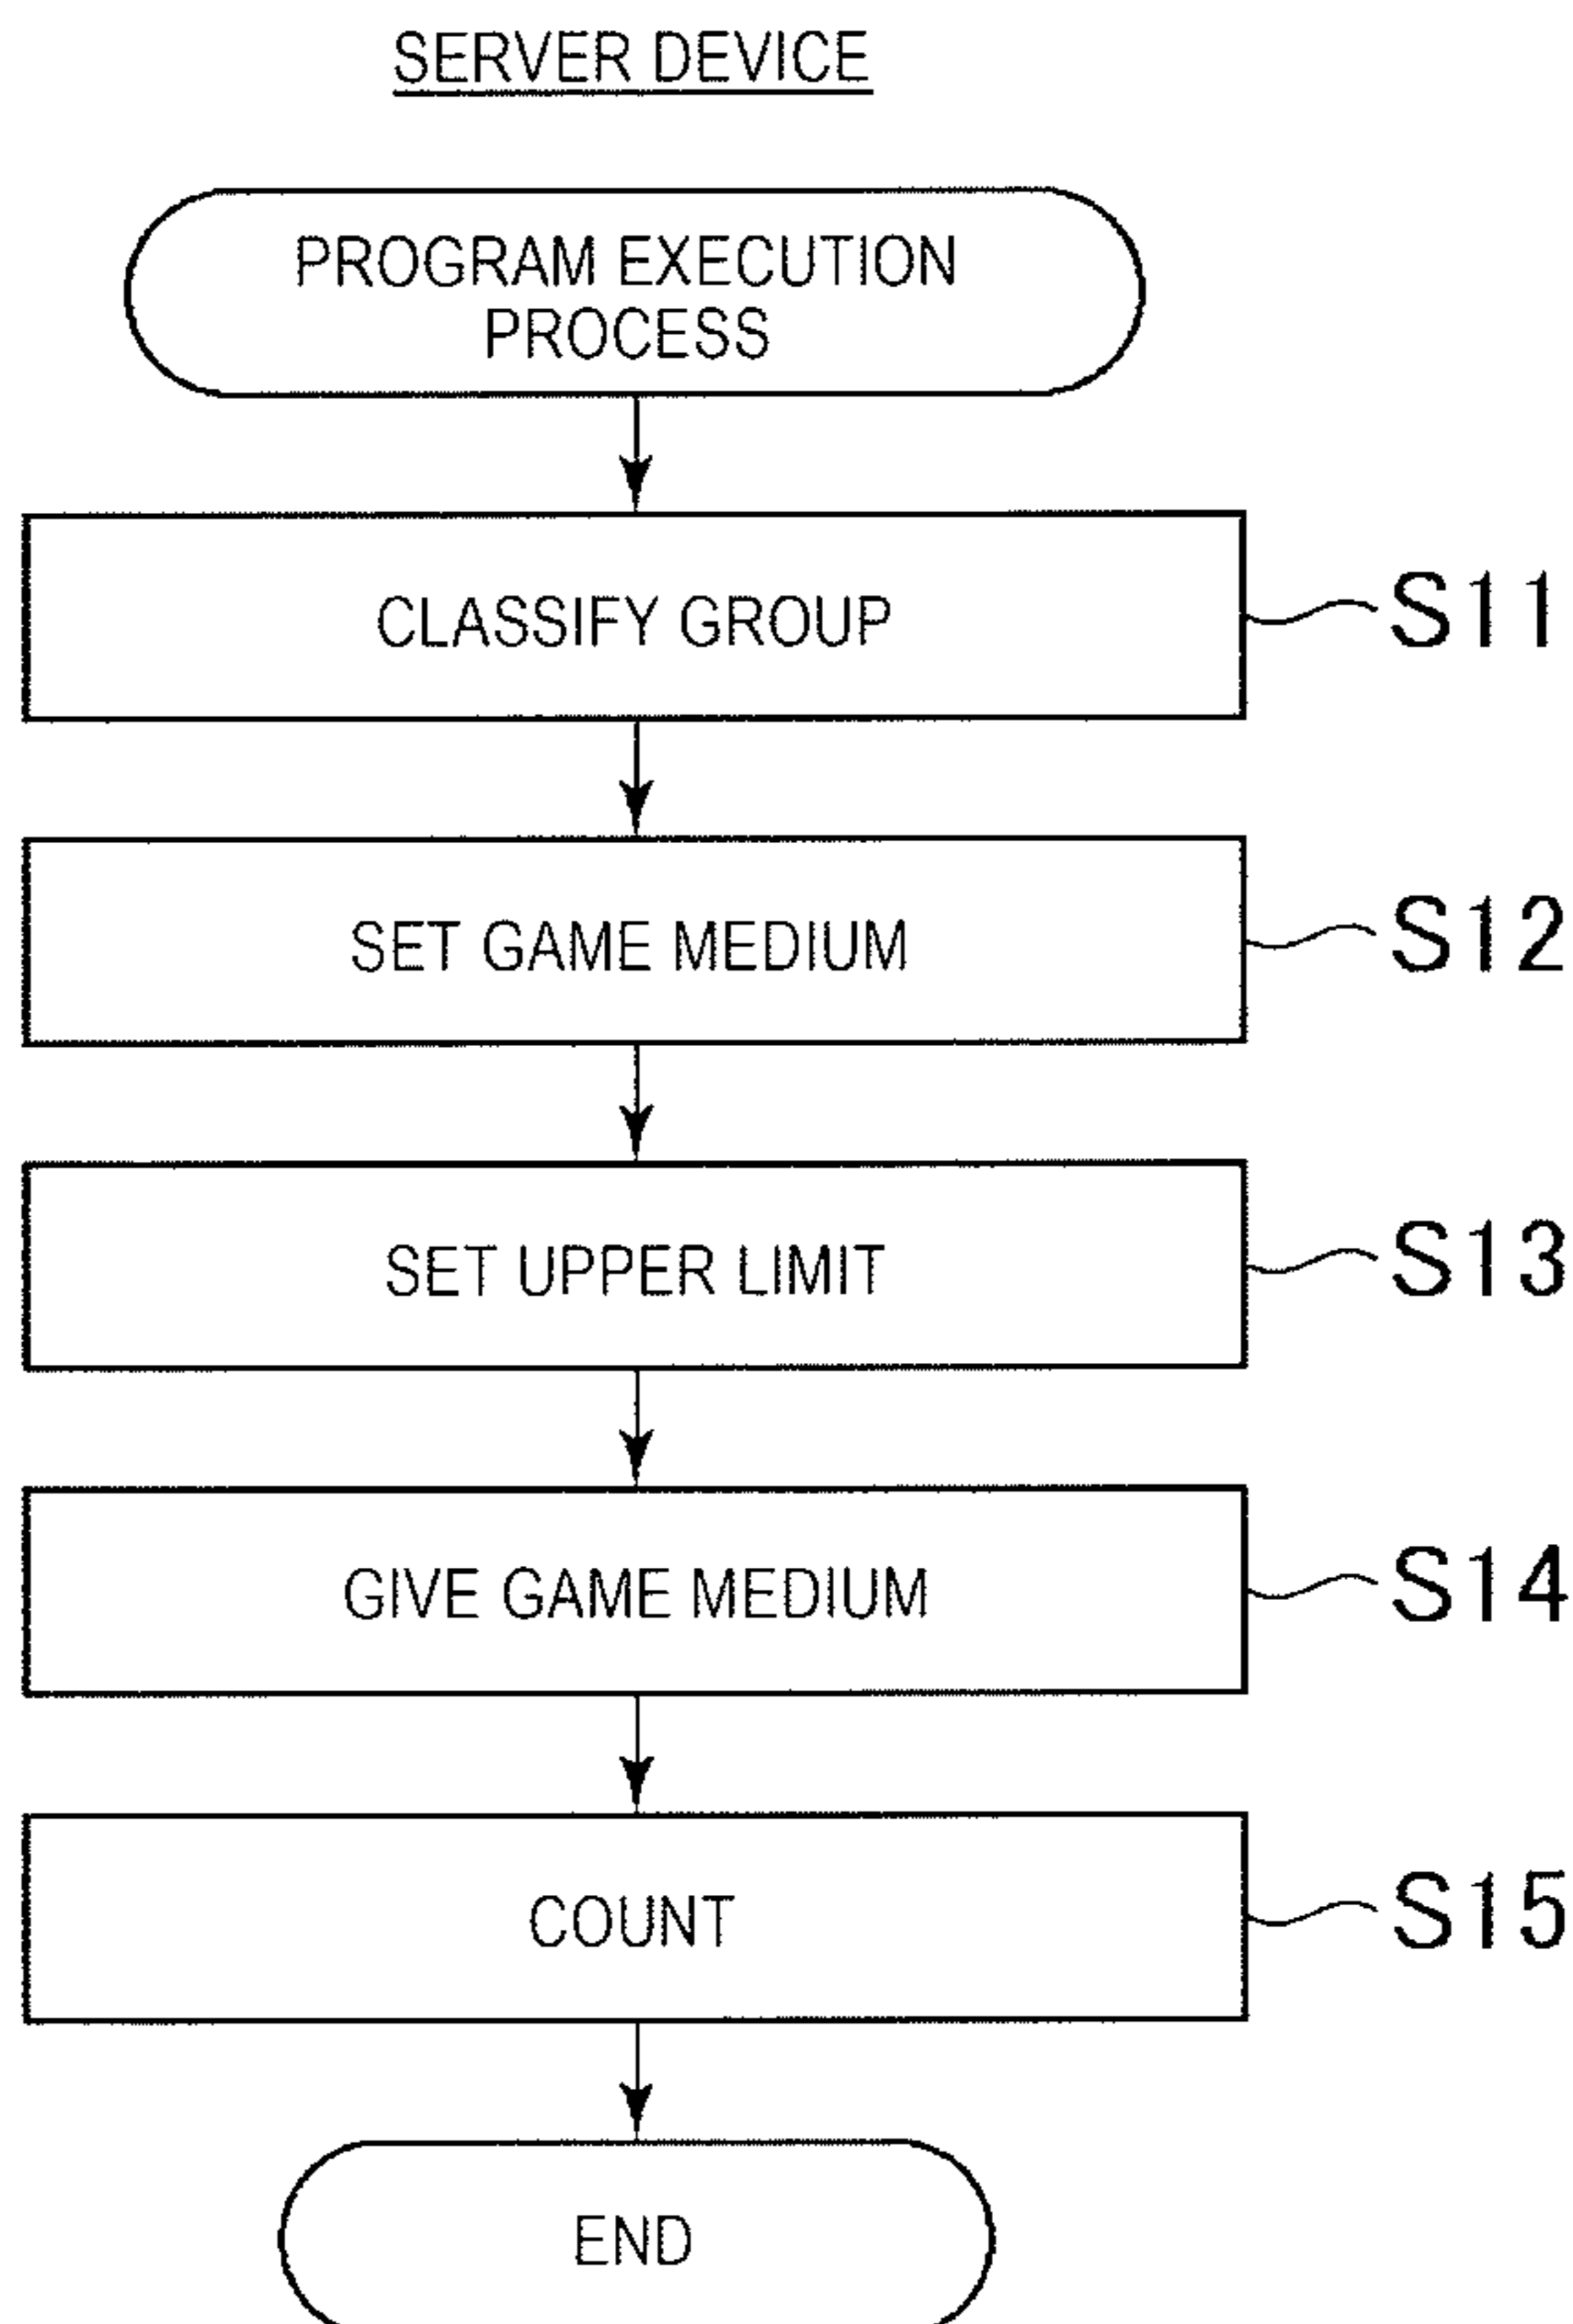 SERVER DEVICE
PROGRAM EXECUTION
PROCESS
CLASSIFY GROUP
S11
SET GAME MEDIUM
S12
SET UPPER LIMIT
S13
GIVE GAME MEDIUM
S14
COUNT
S15
END